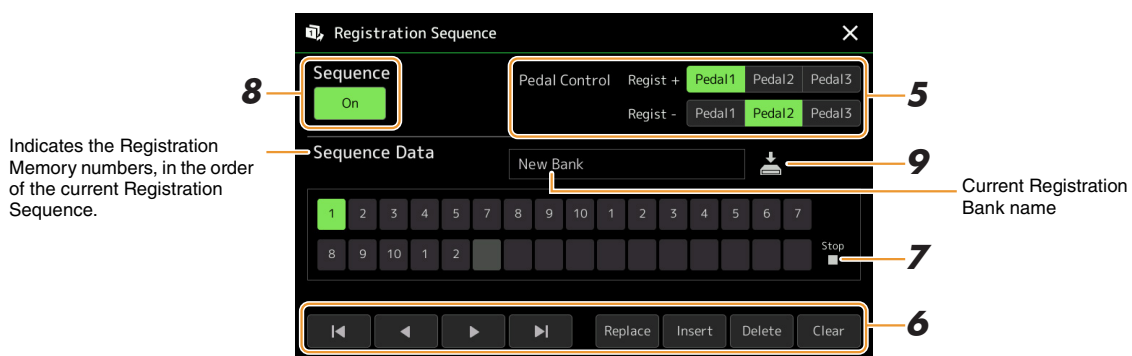 Registration Sequence
Sequence
On
8
Pedal Control Regist + Pedal1 Pedal2 Pedal3
Regist - Pedal1 Pedal2 Pedal3
5
Indicates the Registration
Memory numbers, in the order
of the current Registration
Sequence.
Sequence Data
New Bank
9
Current Registration
Bank name
1 2 3 4 5 7 8 9 10 1 2 3 4 5 6 7
8 9 10 1 2
Stop
7
Replace Insert Delete Clear
6